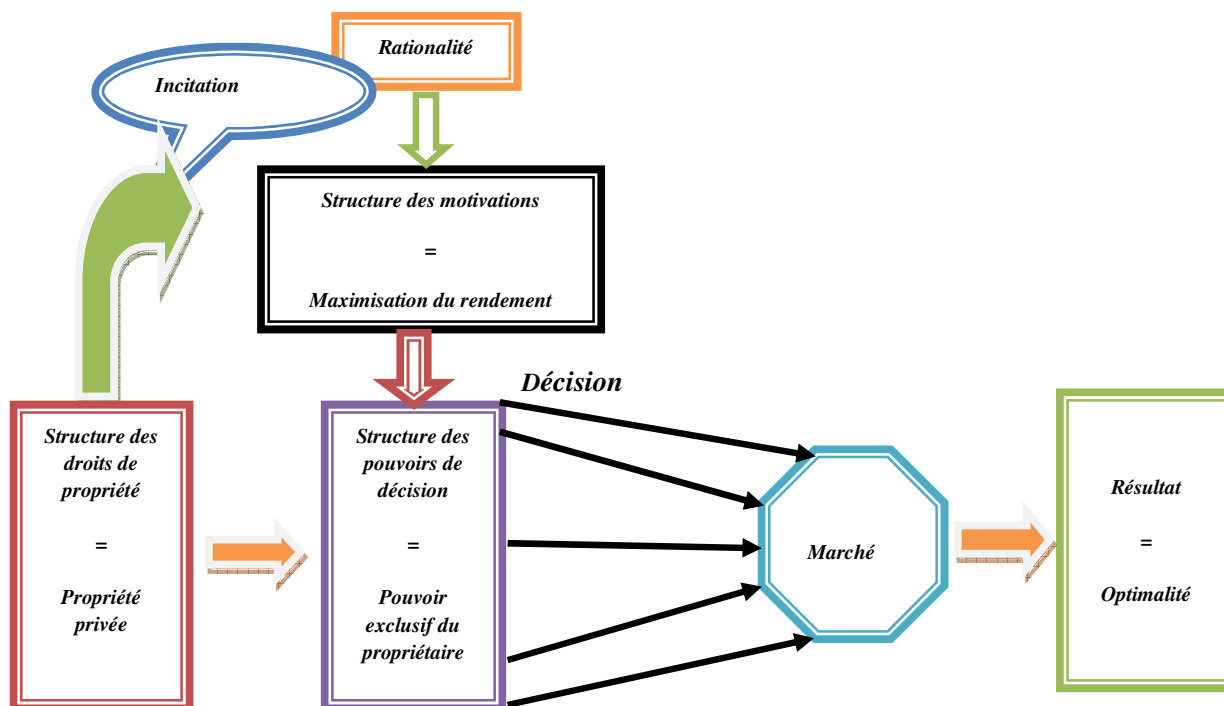 Rationalité
Incitation
Structure des motivations
=
Maximisation du rendement
Décision
Structure des
droits de
propriété
=
Propriété
privée
Structure des
pouvoirs de
décision
=
Pouvoir
exclusif du
propriétaire
Marché
Résultat
=
Optimalité